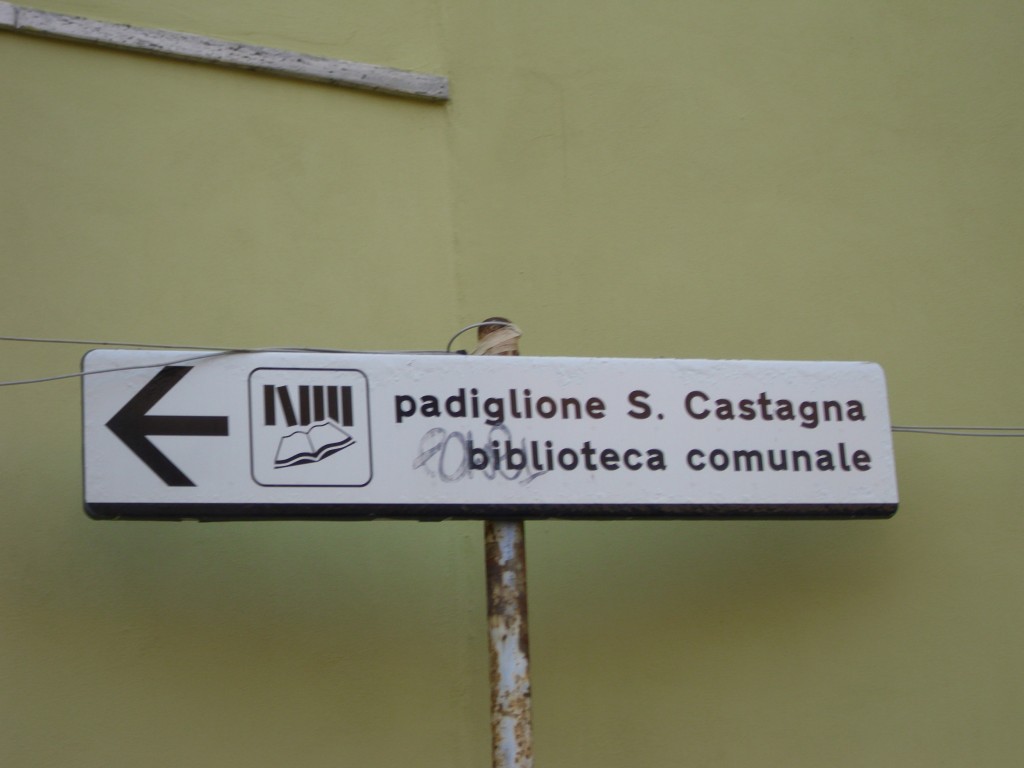 padiglione S. Castagna
biblioteca comunale